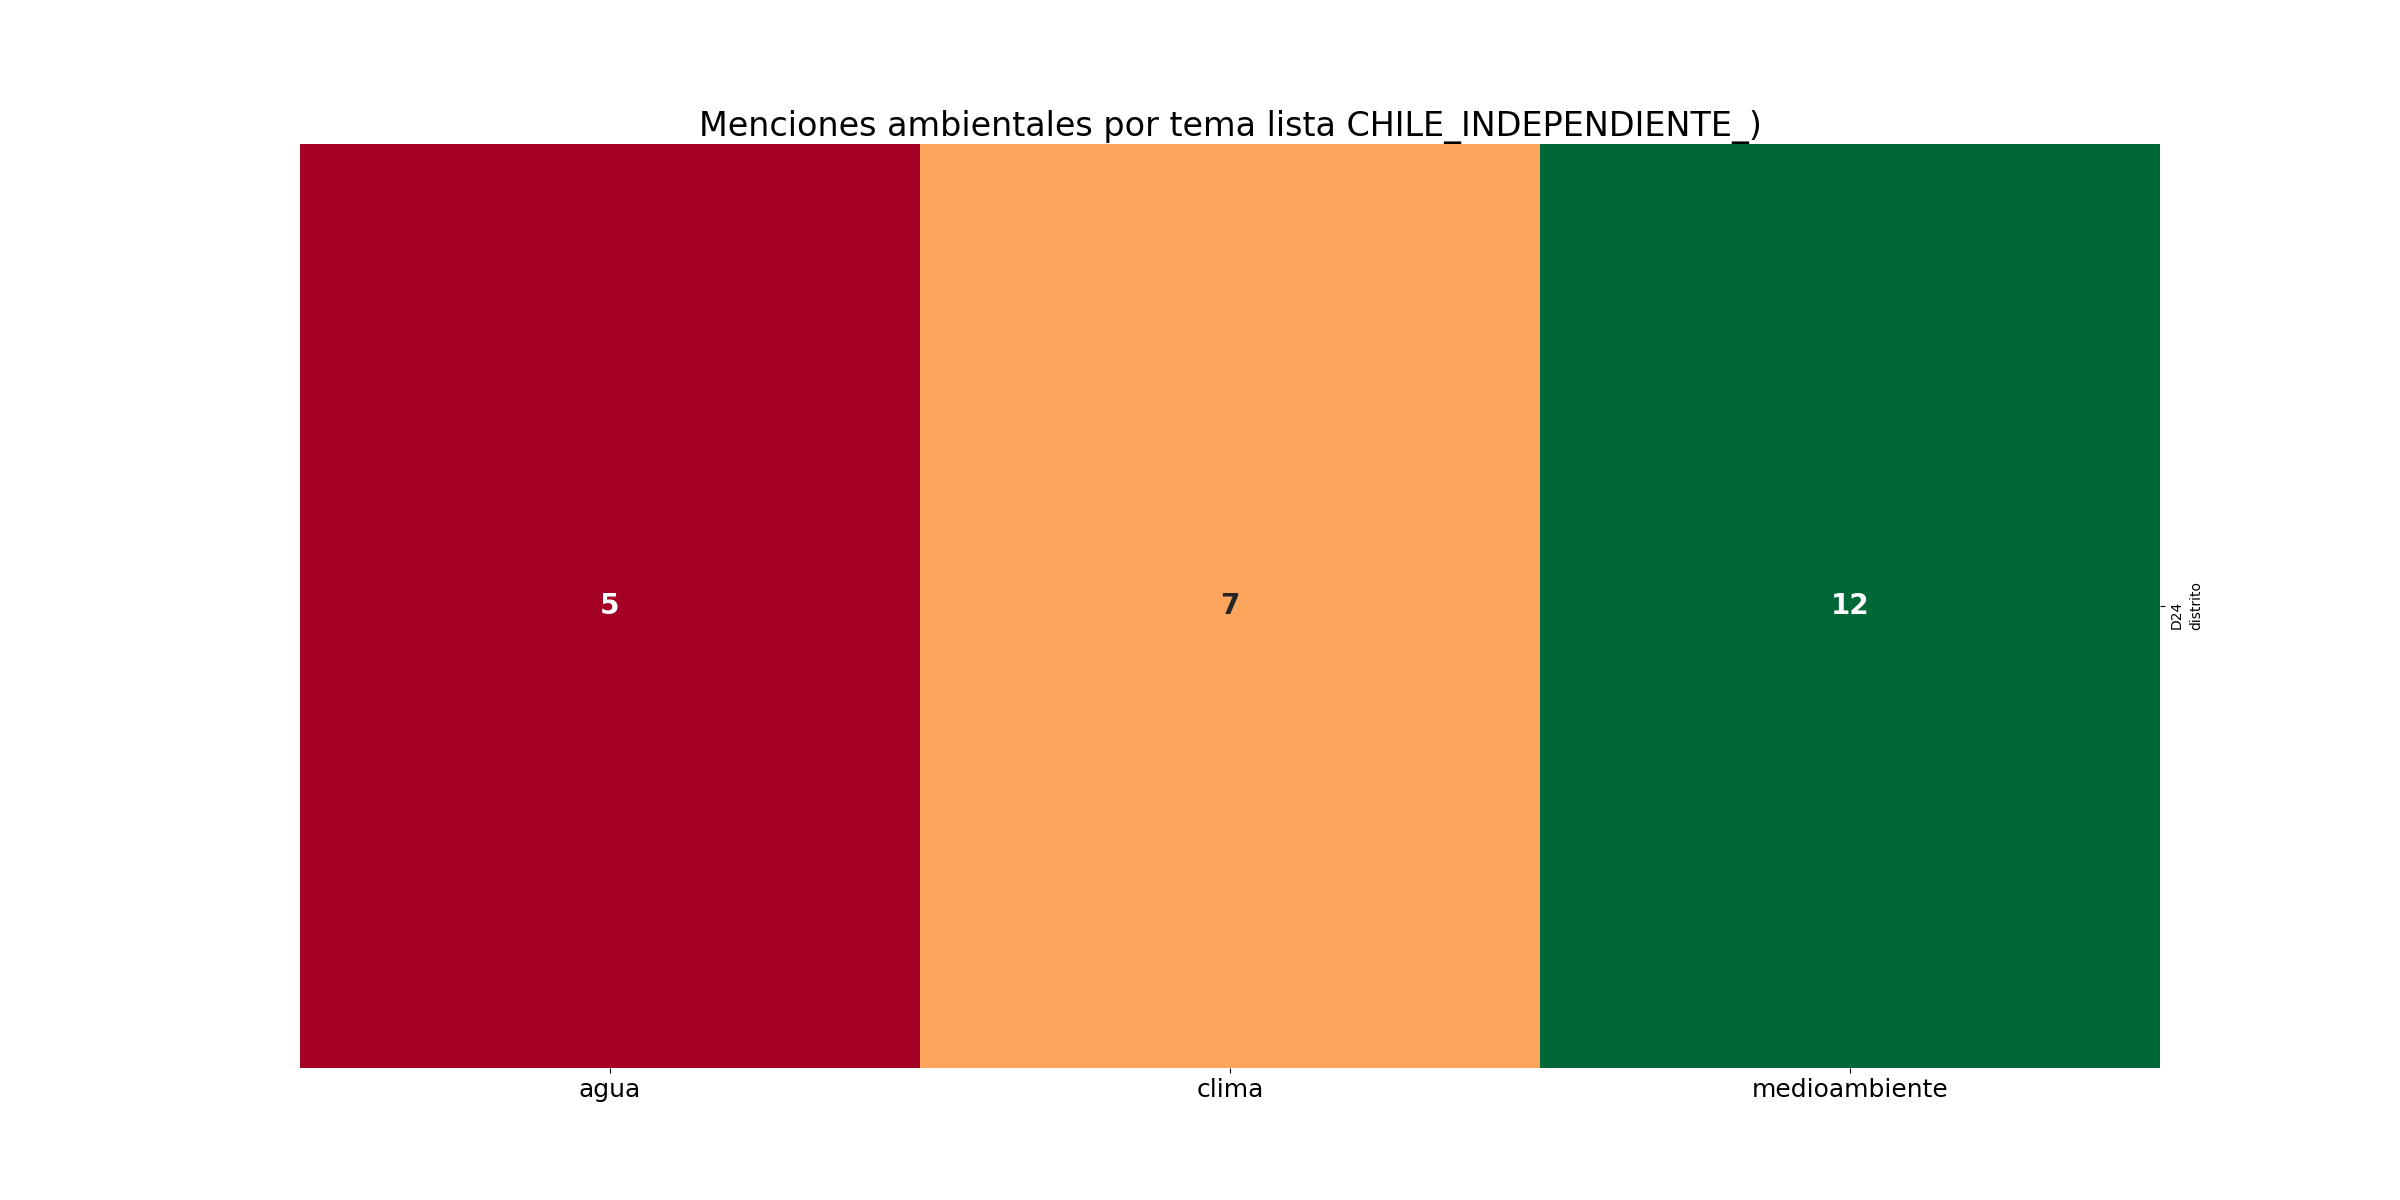 Menciones ambientales por tema lista CHILE_INDEPENDIENTE_)
5
7
12
D24
distrito
agua
clima
medioambiente